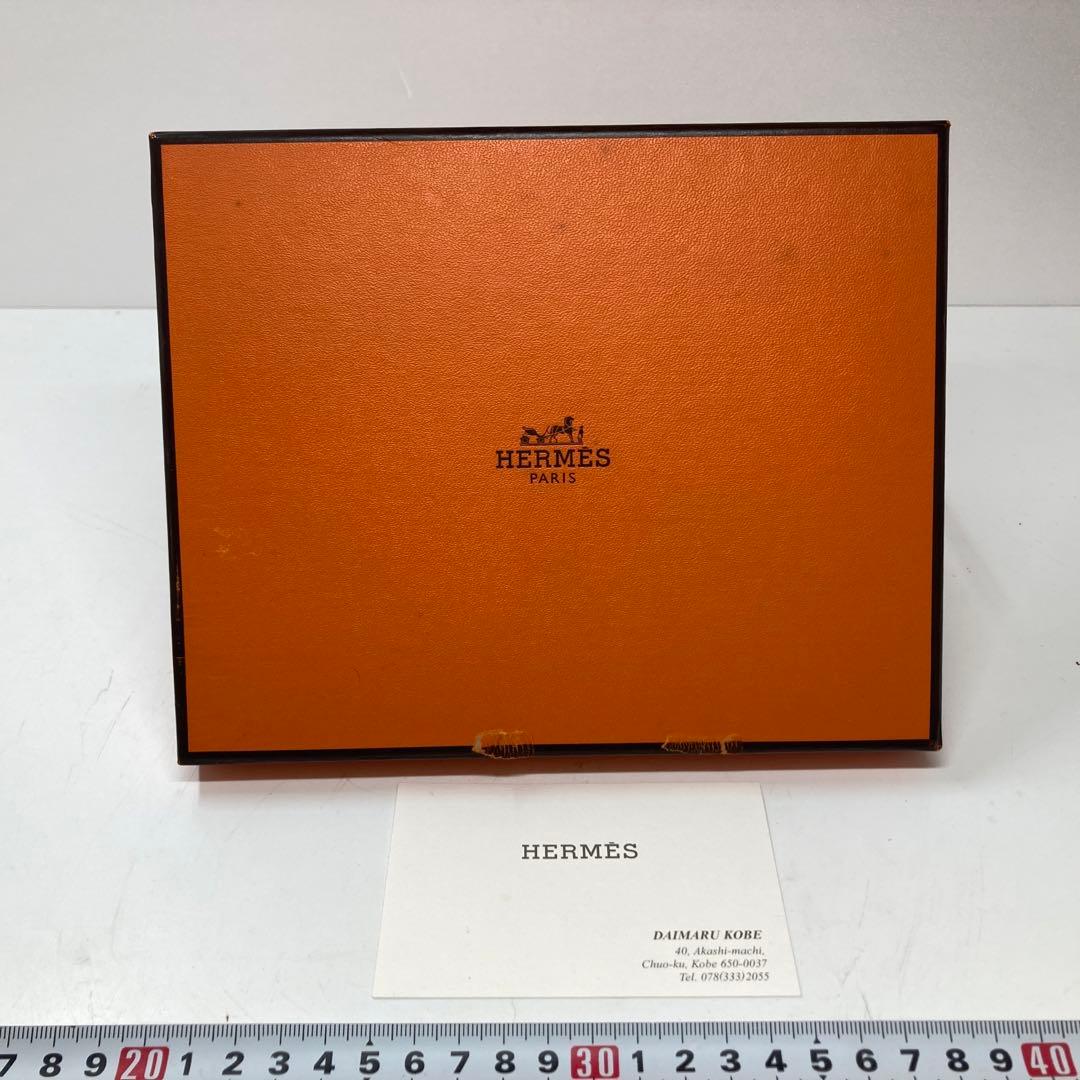 HERMÈS
PARIS
HERMÈS
DAIMARU KOBE
40, Akashi-machi,
Chuo-ku, Kobe 650-0037
Tel. 078(333)2055
7 8 9 20 1 2 3 4 5 6 7 8 9 30 1 2 3 4 5 6 7 8 9 40